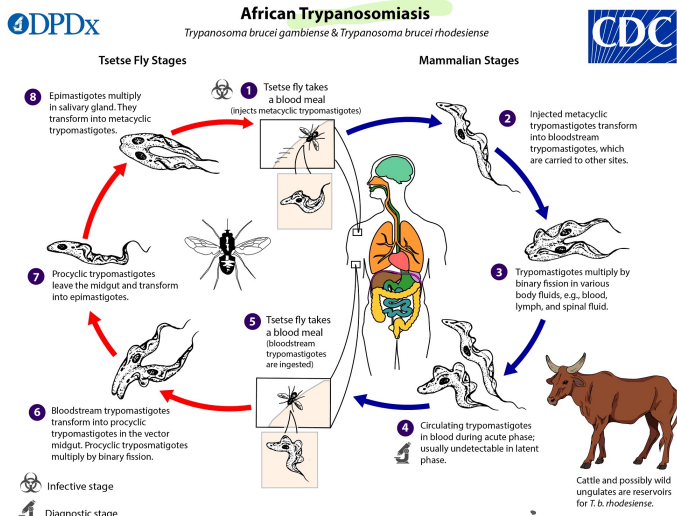 DPDx
African Trypanosomiasis
Trypanosoma brucei gambiense & Trypanosoma brucei rhodesiense
CDC
Tsetse Fly Stages
Mammalian Stages
1
Tsetse fly takes
a blood meal
(injects metacyclic trypomastigotes)
2
Injected metacyclic
trypomastigotes transform
into bloodstream
trypomastigotes, which
are carried to other sites.
3
Trypomastigotes multiply by
binary fission in various
body fluids, e.g., blood,
lymph, and spinal fluid.
4
Circulating trypomastigotes
in blood during acute phase;
usually undetectable in latent
phase.
5
Tsetse fly takes
a blood meal
(bloodstream
trypomastigotes
are ingested)
6
Bloodstream trypomastigotes
transform into procyclic
trypomastigotes in the vector
midgut. Procyclic trypomsatigotes
multiply by binary fission.
7
Procyclic trypomastigotes
leave the midgut and transform
into epimastigotes.
8
Epimastigotes multiply
in salivary gland. They
transform into metacyclic
trypomastigotes.
Cattle and possibly wild
ungulates are reservoirs
for T. b. rhodesiense.
Infective stage
Diagnostic stage